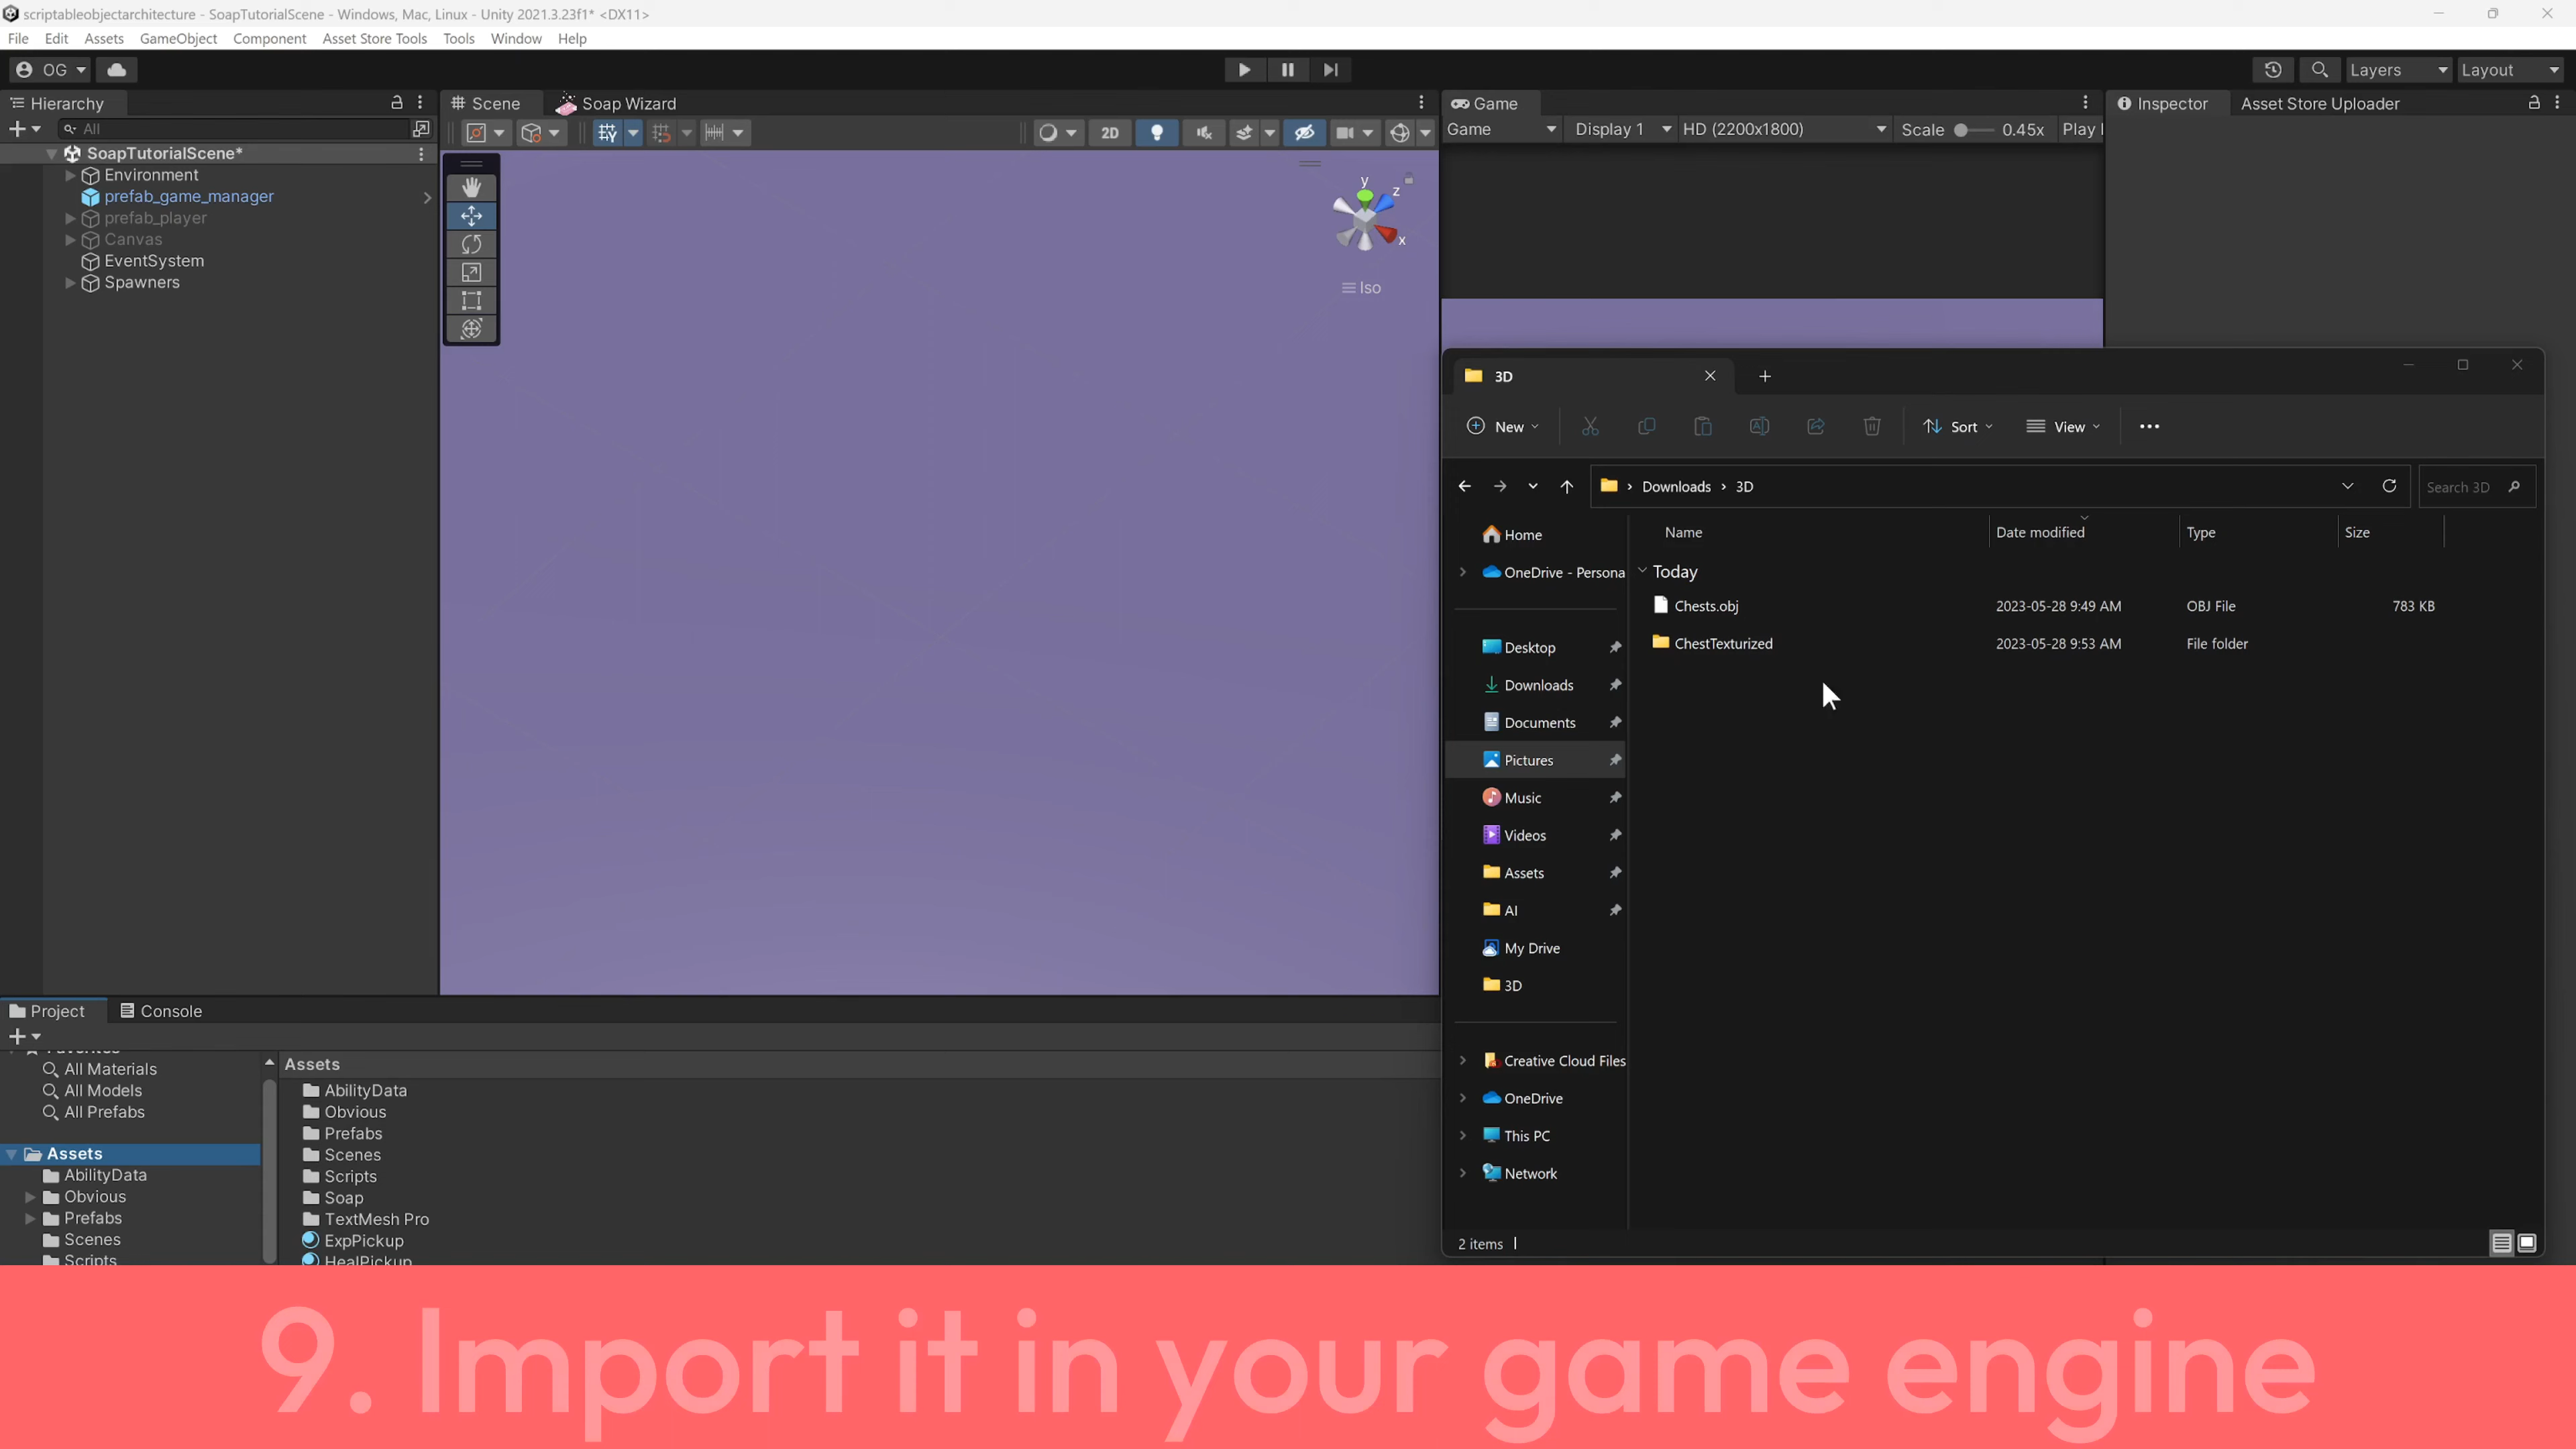 scriptableobjectarchitecture - SoapTutorialScene - Windows, Mac, Linux - Unity 2021.3.23f1* <DX11>
File Edit Assets GameObject Component Asset Store Tools Tools Window Help
OG
Layers Layout
Hierarchy
All
SoapTutorialScene*
Environment
prefab_game_manager
prefab_player
Canvas
EventSystem
Spawners
Scene Soap Wizard
2D
y
z
x
Iso
Game
Game Display 1 HD (2200x1800) Scale 0.45x Play
Inspector Asset Store Uploader
3D
New Sort View
Downloads 3D
Search 3D
Home
OneDrive - Persona
Desktop
Downloads
Documents
Pictures
Music
Videos
Assets
AI
My Drive
3D
Creative Cloud Files
OneDrive
This PC
Network
Name Date modified Type Size
Today
Chests.obj 2023-05-28 9:49 AM OBJ File 783 KB
ChestTexturized 2023-05-28 9:53 AM File folder
2 items
Project Console
Favorites
All Materials
All Models
All Prefabs
Assets
AbilityData
Obvious
Prefabs
Scenes
Scripts
Assets
AbilityData
Obvious
Prefabs
Scenes
Scripts
Soap
TextMesh Pro
ExpPickup
HealPickup
9. Import it in your game engine